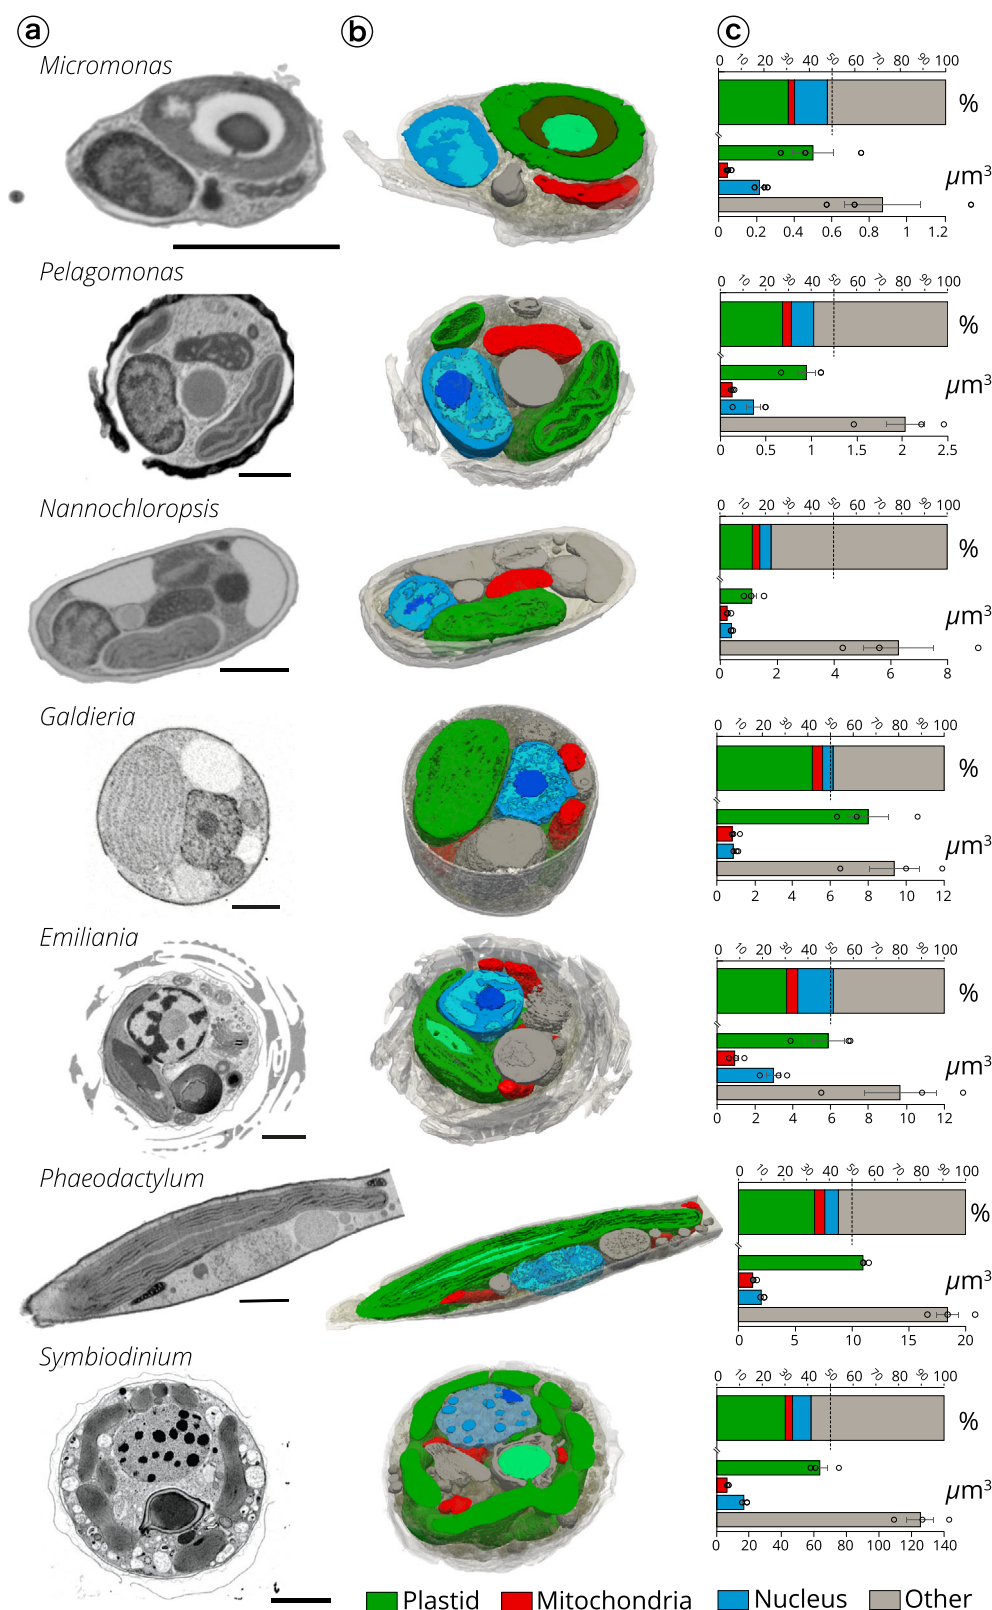 a b c
Micromonas
0 10 20 30 40 50 60 70 80 90 100
%
µm³
0 0.2 0.4 0.6 0.8 1 1.2
Pelagomonas
0 10 20 30 40 50 60 70 80 90 100
%
µm³
0 0.5 1 1.5 2 2.5
Nannochloropsis
0 10 20 30 40 50 60 70 80 90 100
%
µm³
0 2 4 6 8
Galdieria
0 10 20 30 40 50 60 70 80 90 100
%
µm³
0 2 4 6 8 10 12
Emiliania
0 10 20 30 40 50 60 70 80 90 100
%
µm³
0 2 4 6 8 10 12
Phaeodactylum
0 10 20 30 40 50 60 70 80 90 100
%
µm³
0 5 10 15 20
Symbiodinium
0 10 20 30 40 50 60 70 80 90 100
%
µm³
0 20 40 60 80 100 120 140
Plastid Mitochondria Nucleus Other